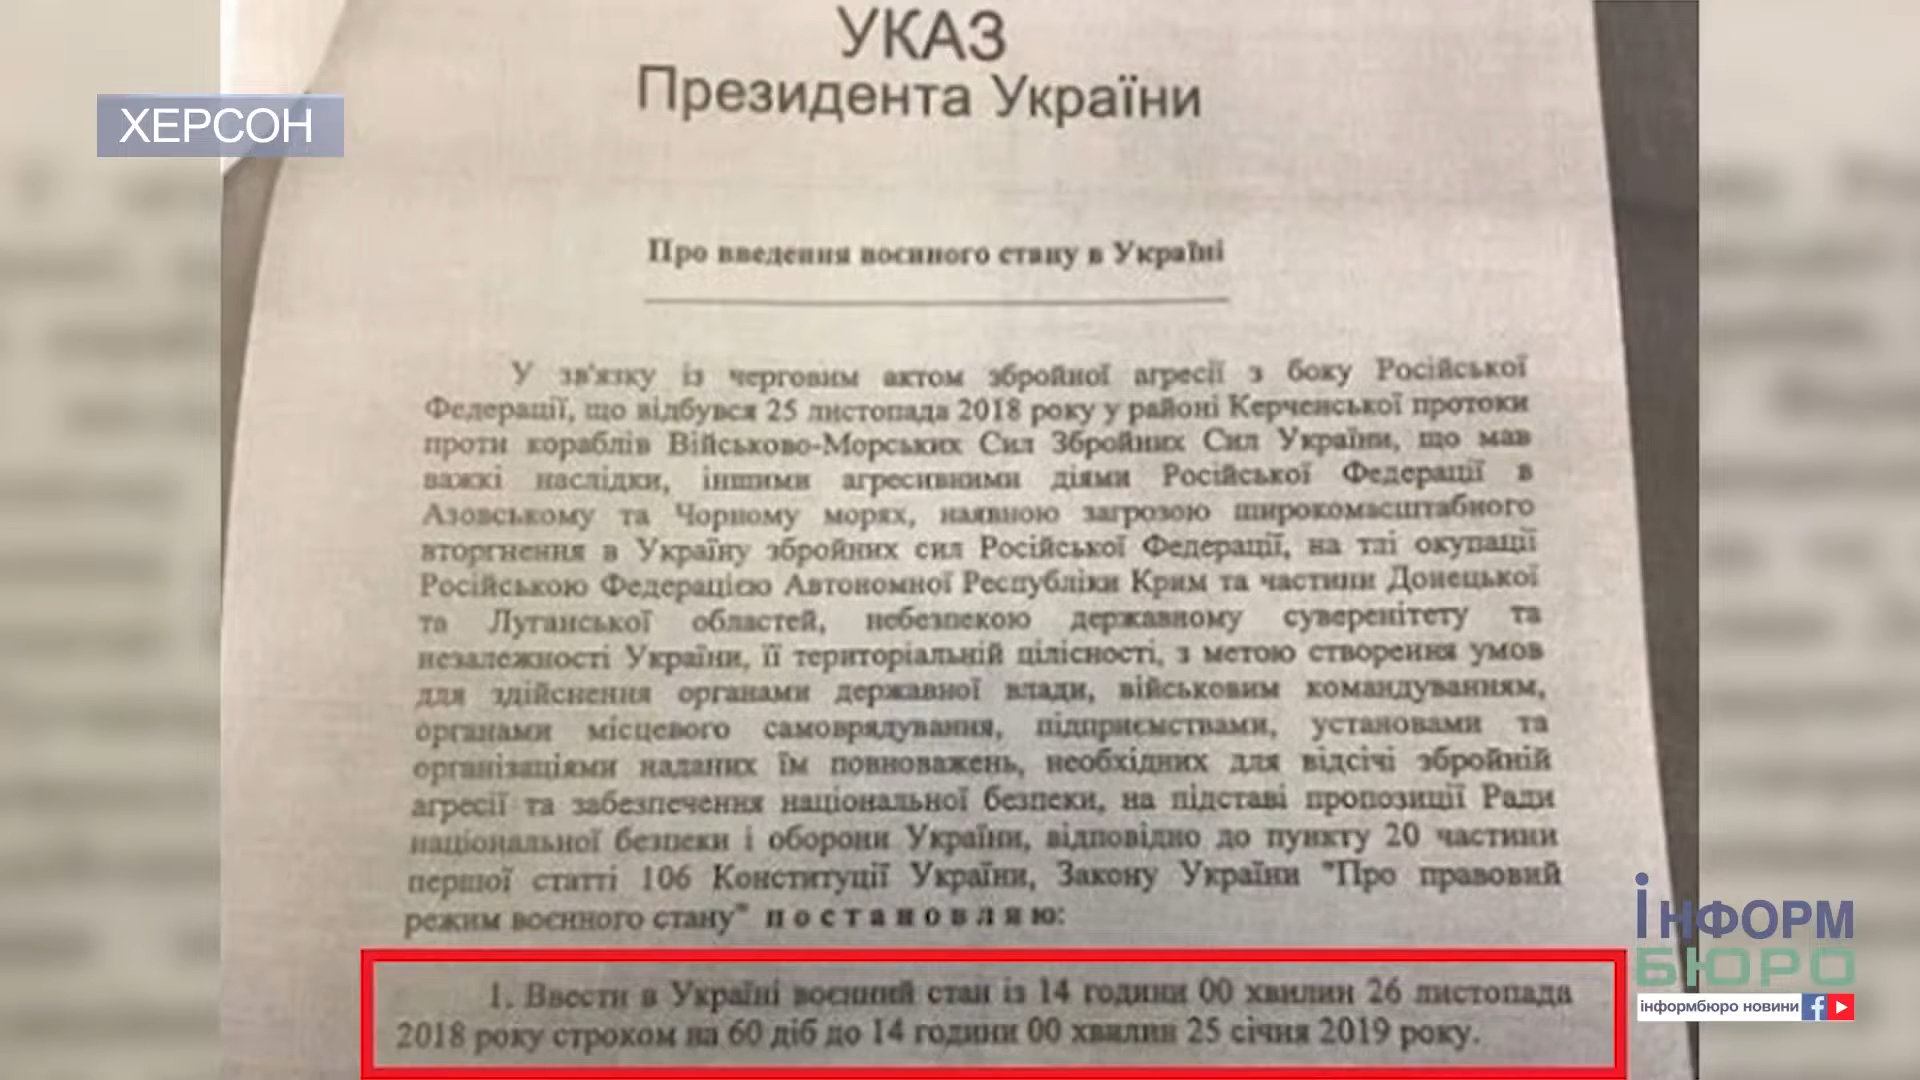 ХЕРСОН
УКАЗ
Президента України
Про введення воєнного стану в Україні
У зв'язку із черговим актом збройної агресії з боку Російської
Федерації, що відбувся 25 листопада 2018 року у районі Керченської протоки
проти кораблів Військово-Морських Сил Збройних Сил України, що мав
важкі наслідки, іншими агресивними діями Російської Федерації в
Азовському та Чорному морях, наявною загрозою широкомасштабного
вторгнення в Україну збройних сил Російської Федерації, на тлі окупації
Російською Федерацією Автономної Республіки Крим та частини Донецької
та Луганської областей, небезпекою державному суверенітету та
незалежності України, її територіальній цілісності, з метою створення умов
для здійснення органами державної влади, військовим командуванням,
органами місцевого самоврядування, підприємствами, установами та
організаціями наданих їм повноважень, необхідних для відсічі збройній
агресії та забезпечення національної безпеки, на підставі пропозиції Ради
національної безпеки і оборони України, відповідно до пункту 20 частини
першої статті 106 Конституції України, Закону України "Про правовий
режим воєнного стану" п о с т а н о в л я ю:
1. Ввести в Україні воєнний стан із 14 години 00 хвилин 26 листопада
2018 року строком на 60 діб до 14 години 00 хвилин 25 січня 2019 року.
ІНФОРМ
БЮРО
інформбюро новини